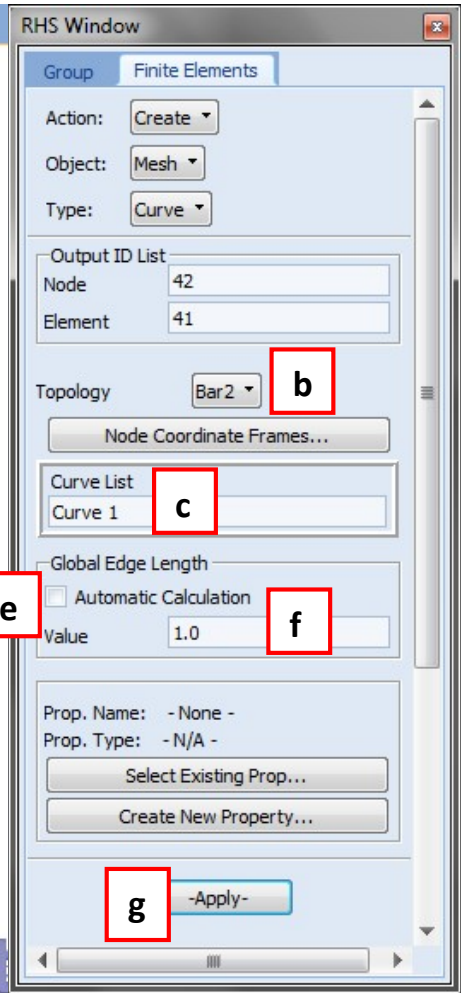 RHS Window
Group Finite Elements
Action: Create
Object: Mesh
Type: Curve
Output ID List
Node 42
Element 41
Topology Bar2 b
Node Coordinate Frames...
Curve List
Curve 1 c
Global Edge Length
e Automatic Calculation
Value 1.0 f
Prop. Name: - None -
Prop. Type: - N/A -
Select Existing Prop...
Create New Property...
g -Apply-